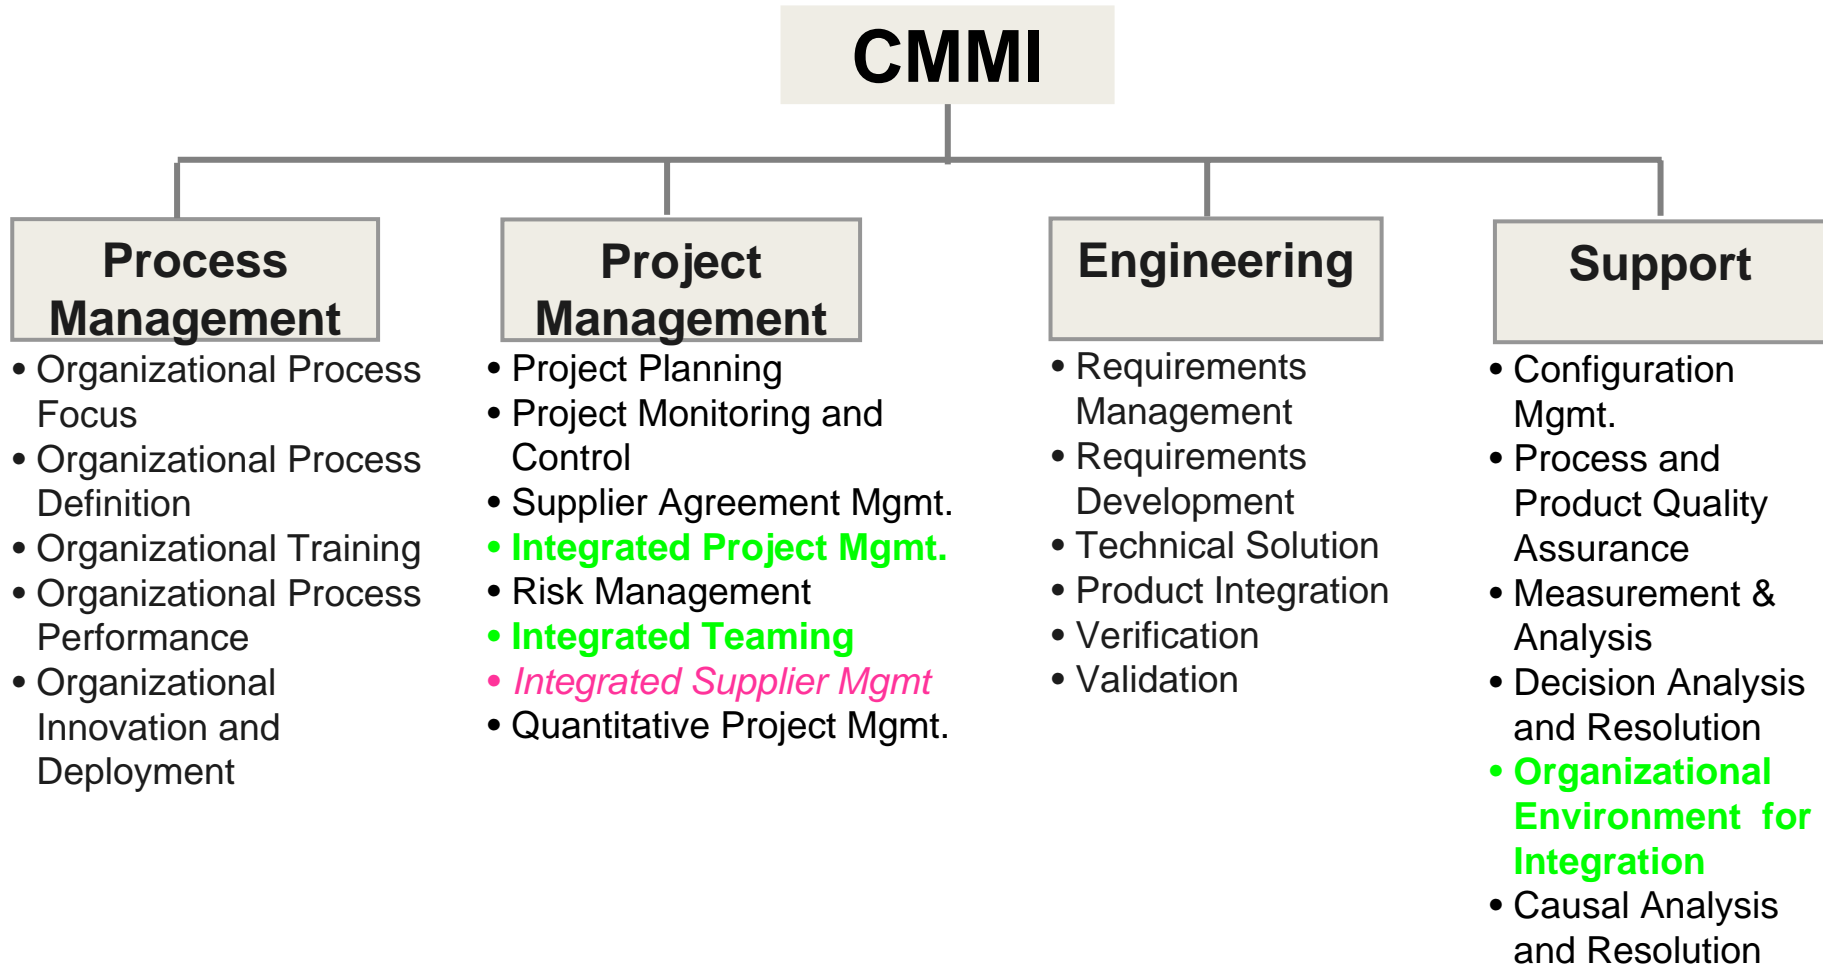 CMMI
Process
Management
• Organizational Process
Focus
• Organizational Process
Definition
• Organizational Training
• Organizational Process
Performance
• Organizational
Innovation and
Deployment
Project
Management
• Project Planning
• Project Monitoring and
Control
• Supplier Agreement Mgmt.
• Integrated Project Mgmt.
• Risk Management
• Integrated Teaming
• Integrated Supplier Mgmt
• Quantitative Project Mgmt.
Engineering
• Requirements
Management
• Requirements
Development
• Technical Solution
• Product Integration
• Verification
• Validation
Support
• Configuration
Mgmt.
• Process and
Product Quality
Assurance
• Measurement &
Analysis
• Decision Analysis
and Resolution
• Organizational
Environment for
Integration
• Causal Analysis
and Resolution